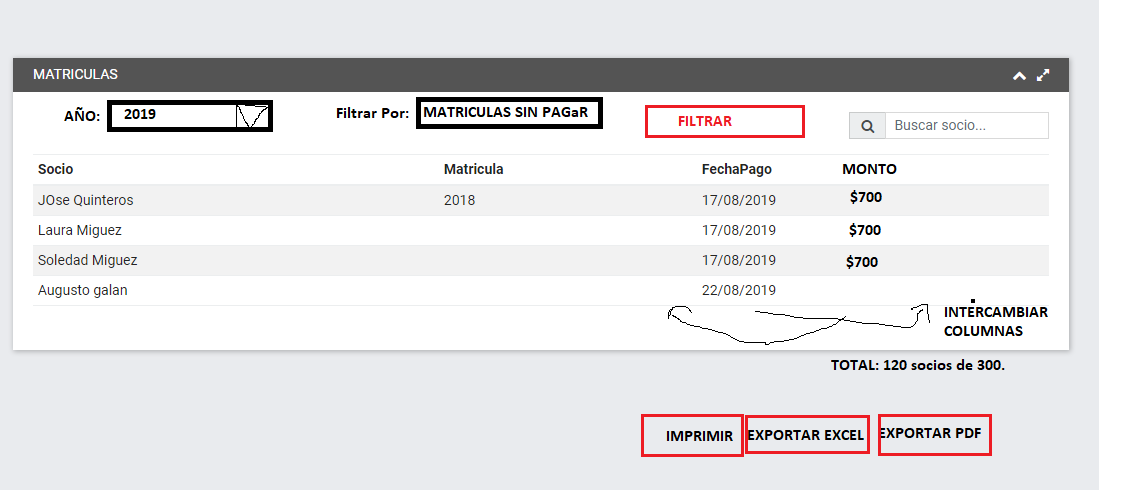 MATRICULAS
AÑO: 2019 Filtrar Por: MATRICULAS SIN PAGaR FILTRAR Buscar socio...
Socio Matricula FechaPago MONTO
JOse Quinteros 2018 17/08/2019 $700
Laura Miguez 17/08/2019 $700
Soledad Miguez 17/08/2019 $700
Augusto galan 22/08/2019
INTERCAMBIAR
COLUMNAS
TOTAL: 120 socios de 300.
IMPRIMIR EXPORTAR EXCEL EXPORTAR PDF